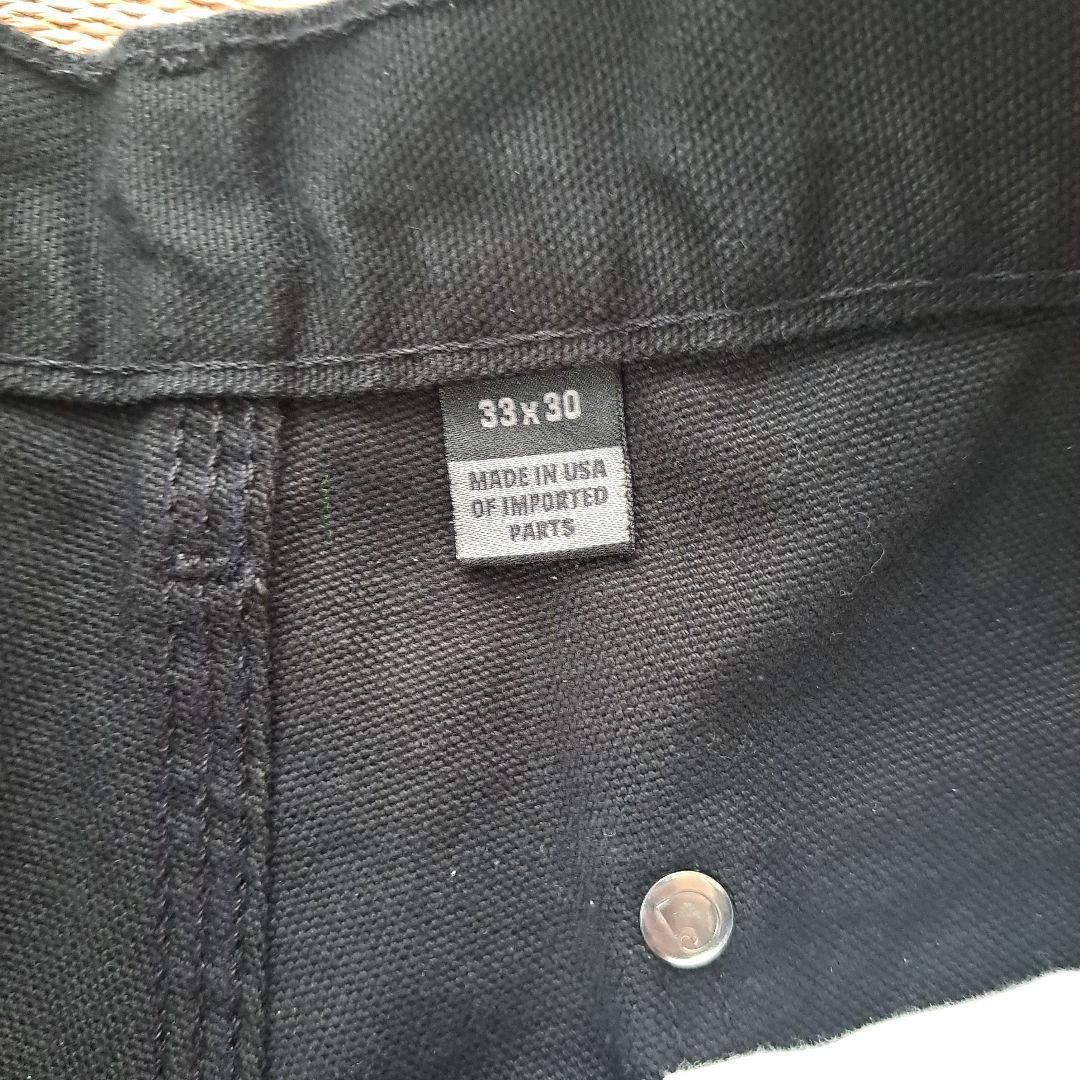 33x30
MADE IN USA
OF IMPORTED
PARTS